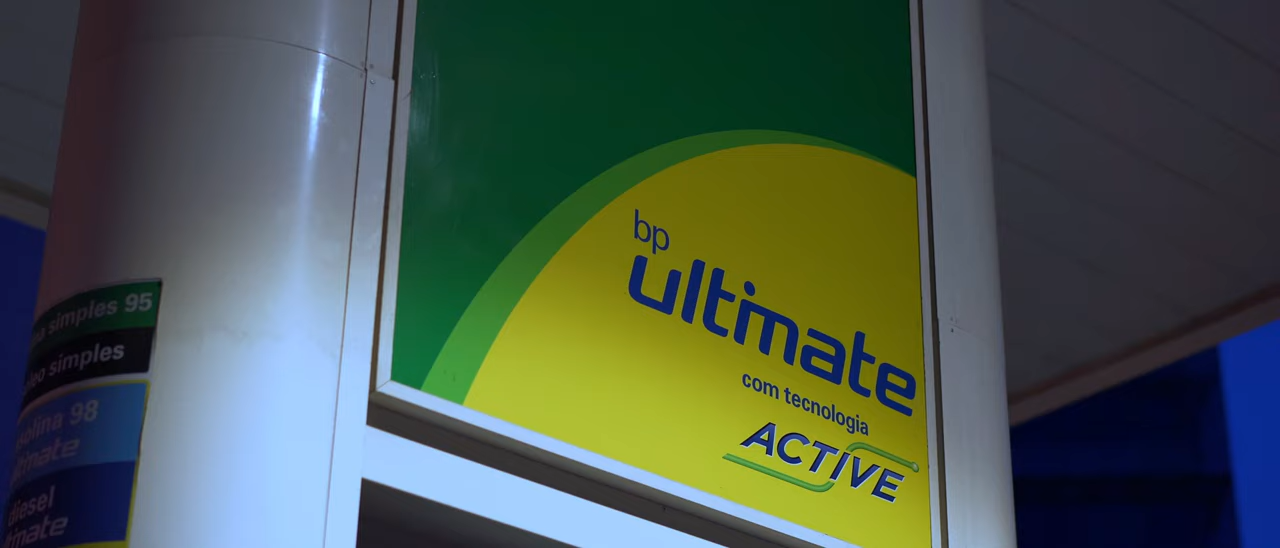 simples 95
simples
98
diesel
bp
ultimate
com tecnologia
ACTIVE